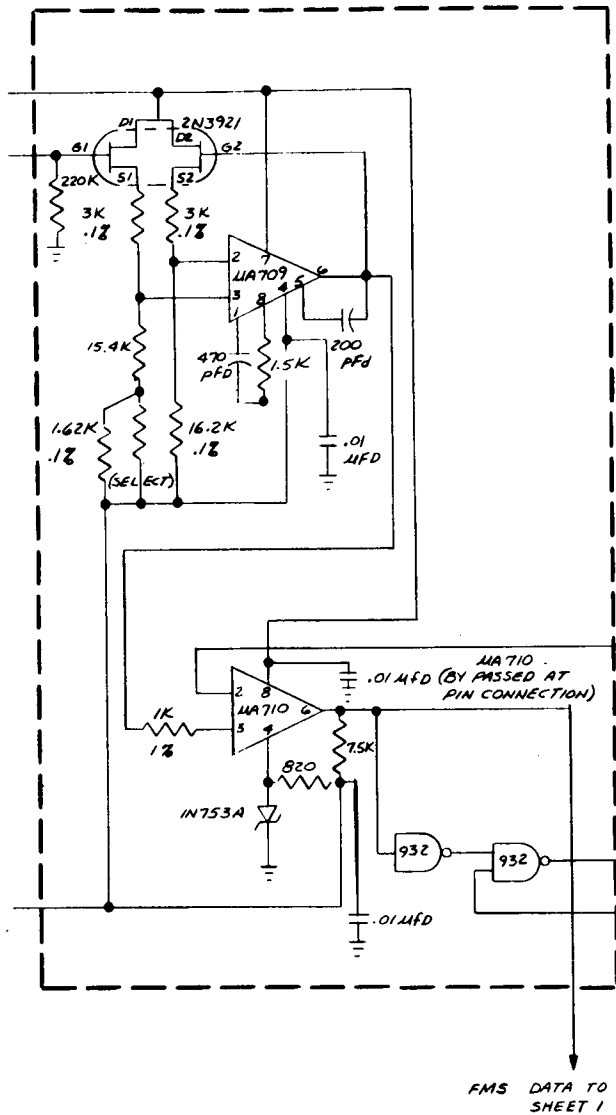 D1 2N3921
D2
G1 G2
S1 S2
220K
3K
.1%
3K
.1%
2
7
6
µA709
4 5
3
8
1
15.4K
470
PFD
1.5K
200
PFd
1.62K
.1%
16.2K
.1%
(SELECT)
.01
µFD
µA710
.01 µfD (BY PASSED AT
PIN CONNECTION)
2 8
µA710 6
1K
3 4
1%
7.5K
820
1N753A
932
932
.01µfD
FMS DATA TO
SHEET 1